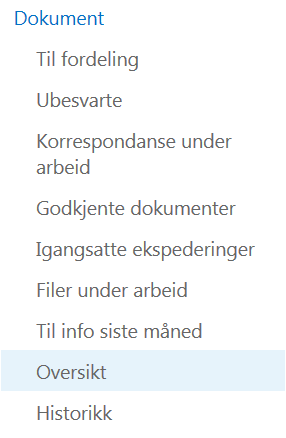 Dokument
Til fordeling
Ubesvarte
Korrespondanse under
arbeid
Godkjente dokumenter
Igangsatte ekspederinger
Filer under arbeid
Til info siste måned
Oversikt
Historikk